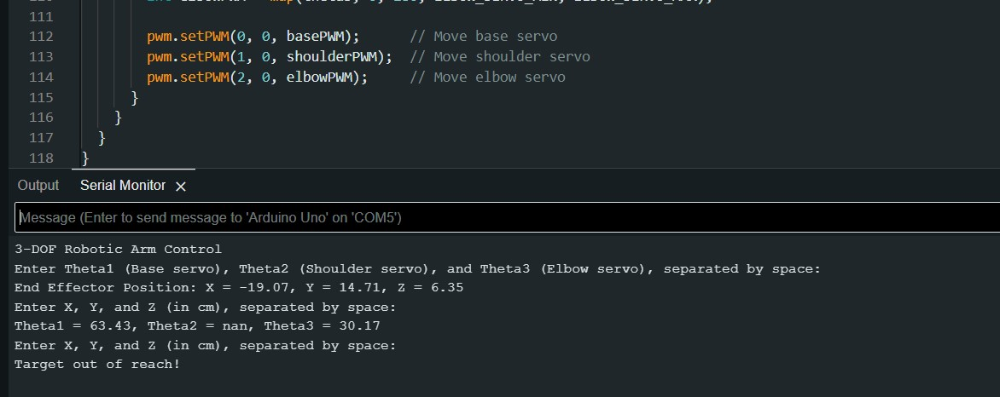 111
112 pwm.setPWM(0, 0, basePWM); // Move base servo
113 pwm.setPWM(1, 0, shoulderPWM); // Move shoulder servo
114 pwm.setPWM(2, 0, elbowPWM); // Move elbow servo
115 }
116 }
117 }
118 }
Output Serial Monitor ×
Message (Enter to send message to 'Arduino Uno' on 'COM5')
3-DOF Robotic Arm Control
Enter Theta1 (Base servo), Theta2 (Shoulder servo), and Theta3 (Elbow servo), separated by space:
End Effector Position: X = -19.07, Y = 14.71, Z = 6.35
Enter X, Y, and Z (in cm), separated by space:
Theta1 = 63.43, Theta2 = nan, Theta3 = 30.17
Enter X, Y, and Z (in cm), separated by space:
Target out of reach!